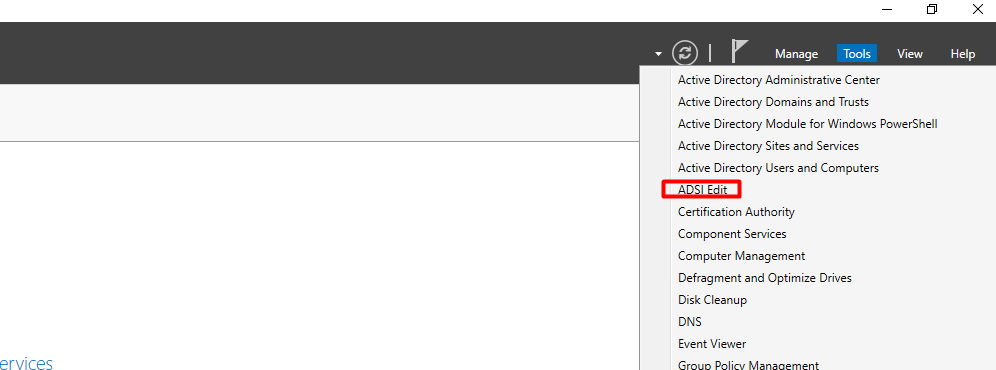 Manage Tools View Help
Active Directory Administrative Center
Active Directory Domains and Trusts
Active Directory Module for Windows PowerShell
Active Directory Sites and Services
Active Directory Users and Computers
ADSI Edit
Certification Authority
Component Services
Computer Management
Defragment and Optimize Drives
Disk Cleanup
DNS
Event Viewer
ervices
Group Policy Management